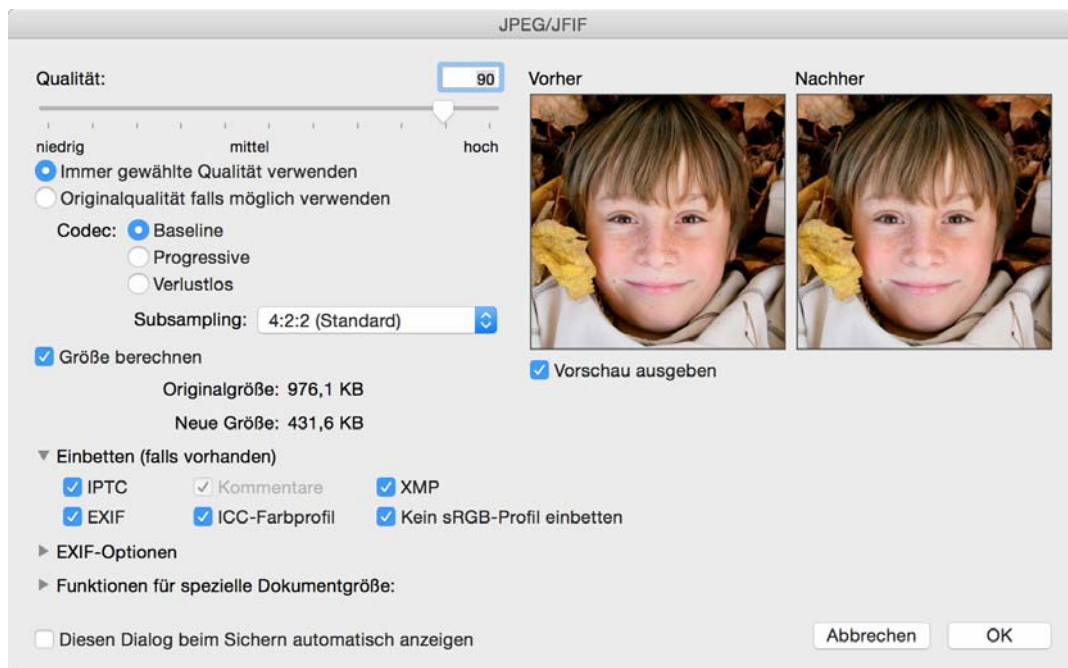 JPEG/JFIF
Qualität: 90
niedrig mittel hoch
Immer gewählte Qualität verwenden
Originalqualität falls möglich verwenden
Codec: Baseline
Progressive
Verlustlos
Subsampling: 4:2:2 (Standard)
Größe berechnen
Originalgröße: 976,1 KB
Neue Größe: 431,6 KB
Einbetten (falls vorhanden)
IPTC Kommentare XMP
EXIF ICC-Farbprofil Kein sRGB-Profil einbetten
EXIF-Optionen
Funktionen für spezielle Dokumentgröße:
Diesen Dialog beim Sichern automatisch anzeigen
Vorher Nachher
Vorschau ausgeben
Abbrechen OK